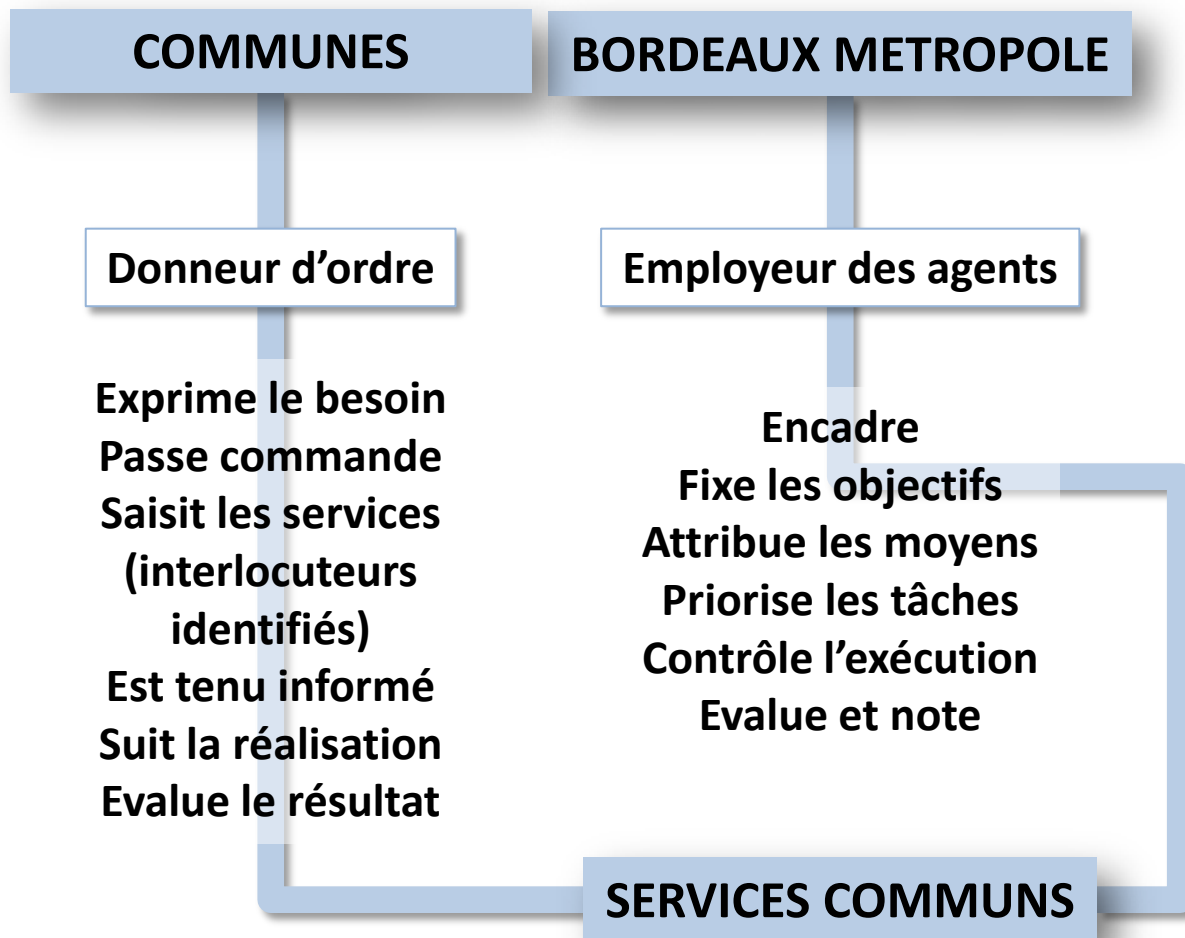 COMMUNES
BORDEAUX METROPOLE
Donneur d’ordre
Employeur des agents
Exprime le besoin
Passe commande
Saisit les services
(interlocuteurs
identifiés)
Est tenu informé
Suit la réalisation
Evalue le résultat
Encadre
Fixe les objectifs
Attribue les moyens
Priorise les tâches
Contrôle l’exécution
Evalue et note
SERVICES COMMUNS